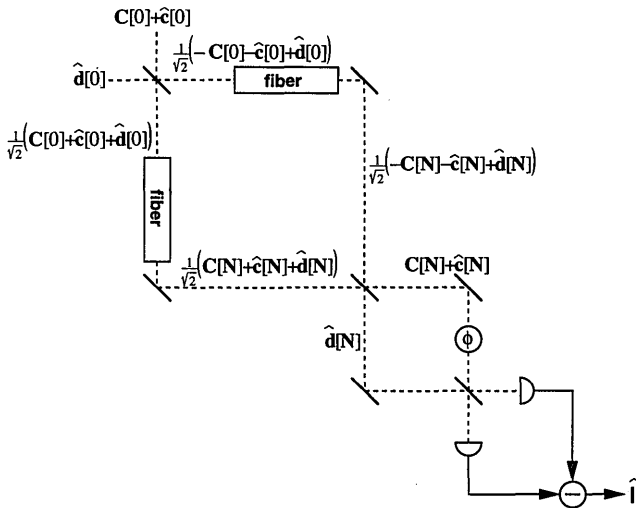 C[0]+ĉ[0]
1/√2(-C[0]-ĉ[0]+d̂[0])
d̂[0]
fiber
1/√2(C[0]+ĉ[0]+d̂[0])
1/√2(-C[N]-ĉ[N]+d̂[N])
fiber
1/√2(C[N]+ĉ[N]+d̂[N])
C[N]+ĉ[N]
d̂[N]
ϕ
−
Î